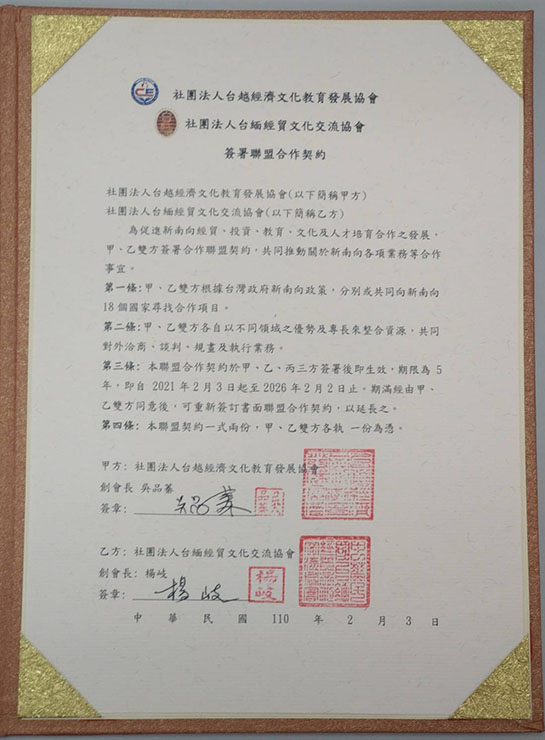 社團法人台越經濟文化教育發展協會
社團法人台緬經貿文化交流協會
簽署聯盟合作契約
社團法人台越經濟文化教育發展協會(以下簡稱甲方)
社團法人台緬經貿文化交流協會(以下簡稱乙方)
為促進新南向經貿、投資、教育、文化及人才培育合作之發展，
甲、乙雙方簽署合作聯盟契約，共同推動關於新南向各項業務等合作
事宜。
第一條:甲、乙雙方根據台灣政府新南向政策，分別或共同向新南向
18個國家尋找合作項目。
第二條:甲、乙雙方各自以不同領域之優勢及專長來整合資源，共同
對外洽商、談判、規畫及執行業務。
第三條: 本聯盟合作契約於甲、乙、丙三方簽署後即生效，期限為 5
年，即自 2021 年 2 月 3 日起至 2026 年 2 月 2 日止。期滿經由甲、
乙雙方同意後，可重新簽訂書面聯盟合作契約，以延長之。
第四條: 本聯盟契約一式兩份，甲、乙雙方各執 一份為憑。
甲方: 社團法人台越經濟文化教育發展協會
創會長 吳品蓁
簽章:
乙方: 社團法人台緬經貿文化交流協會
創會長: 楊岐
簽章: 楊岐 楊岐
中 華 民 國 110 年 2 月 3 日